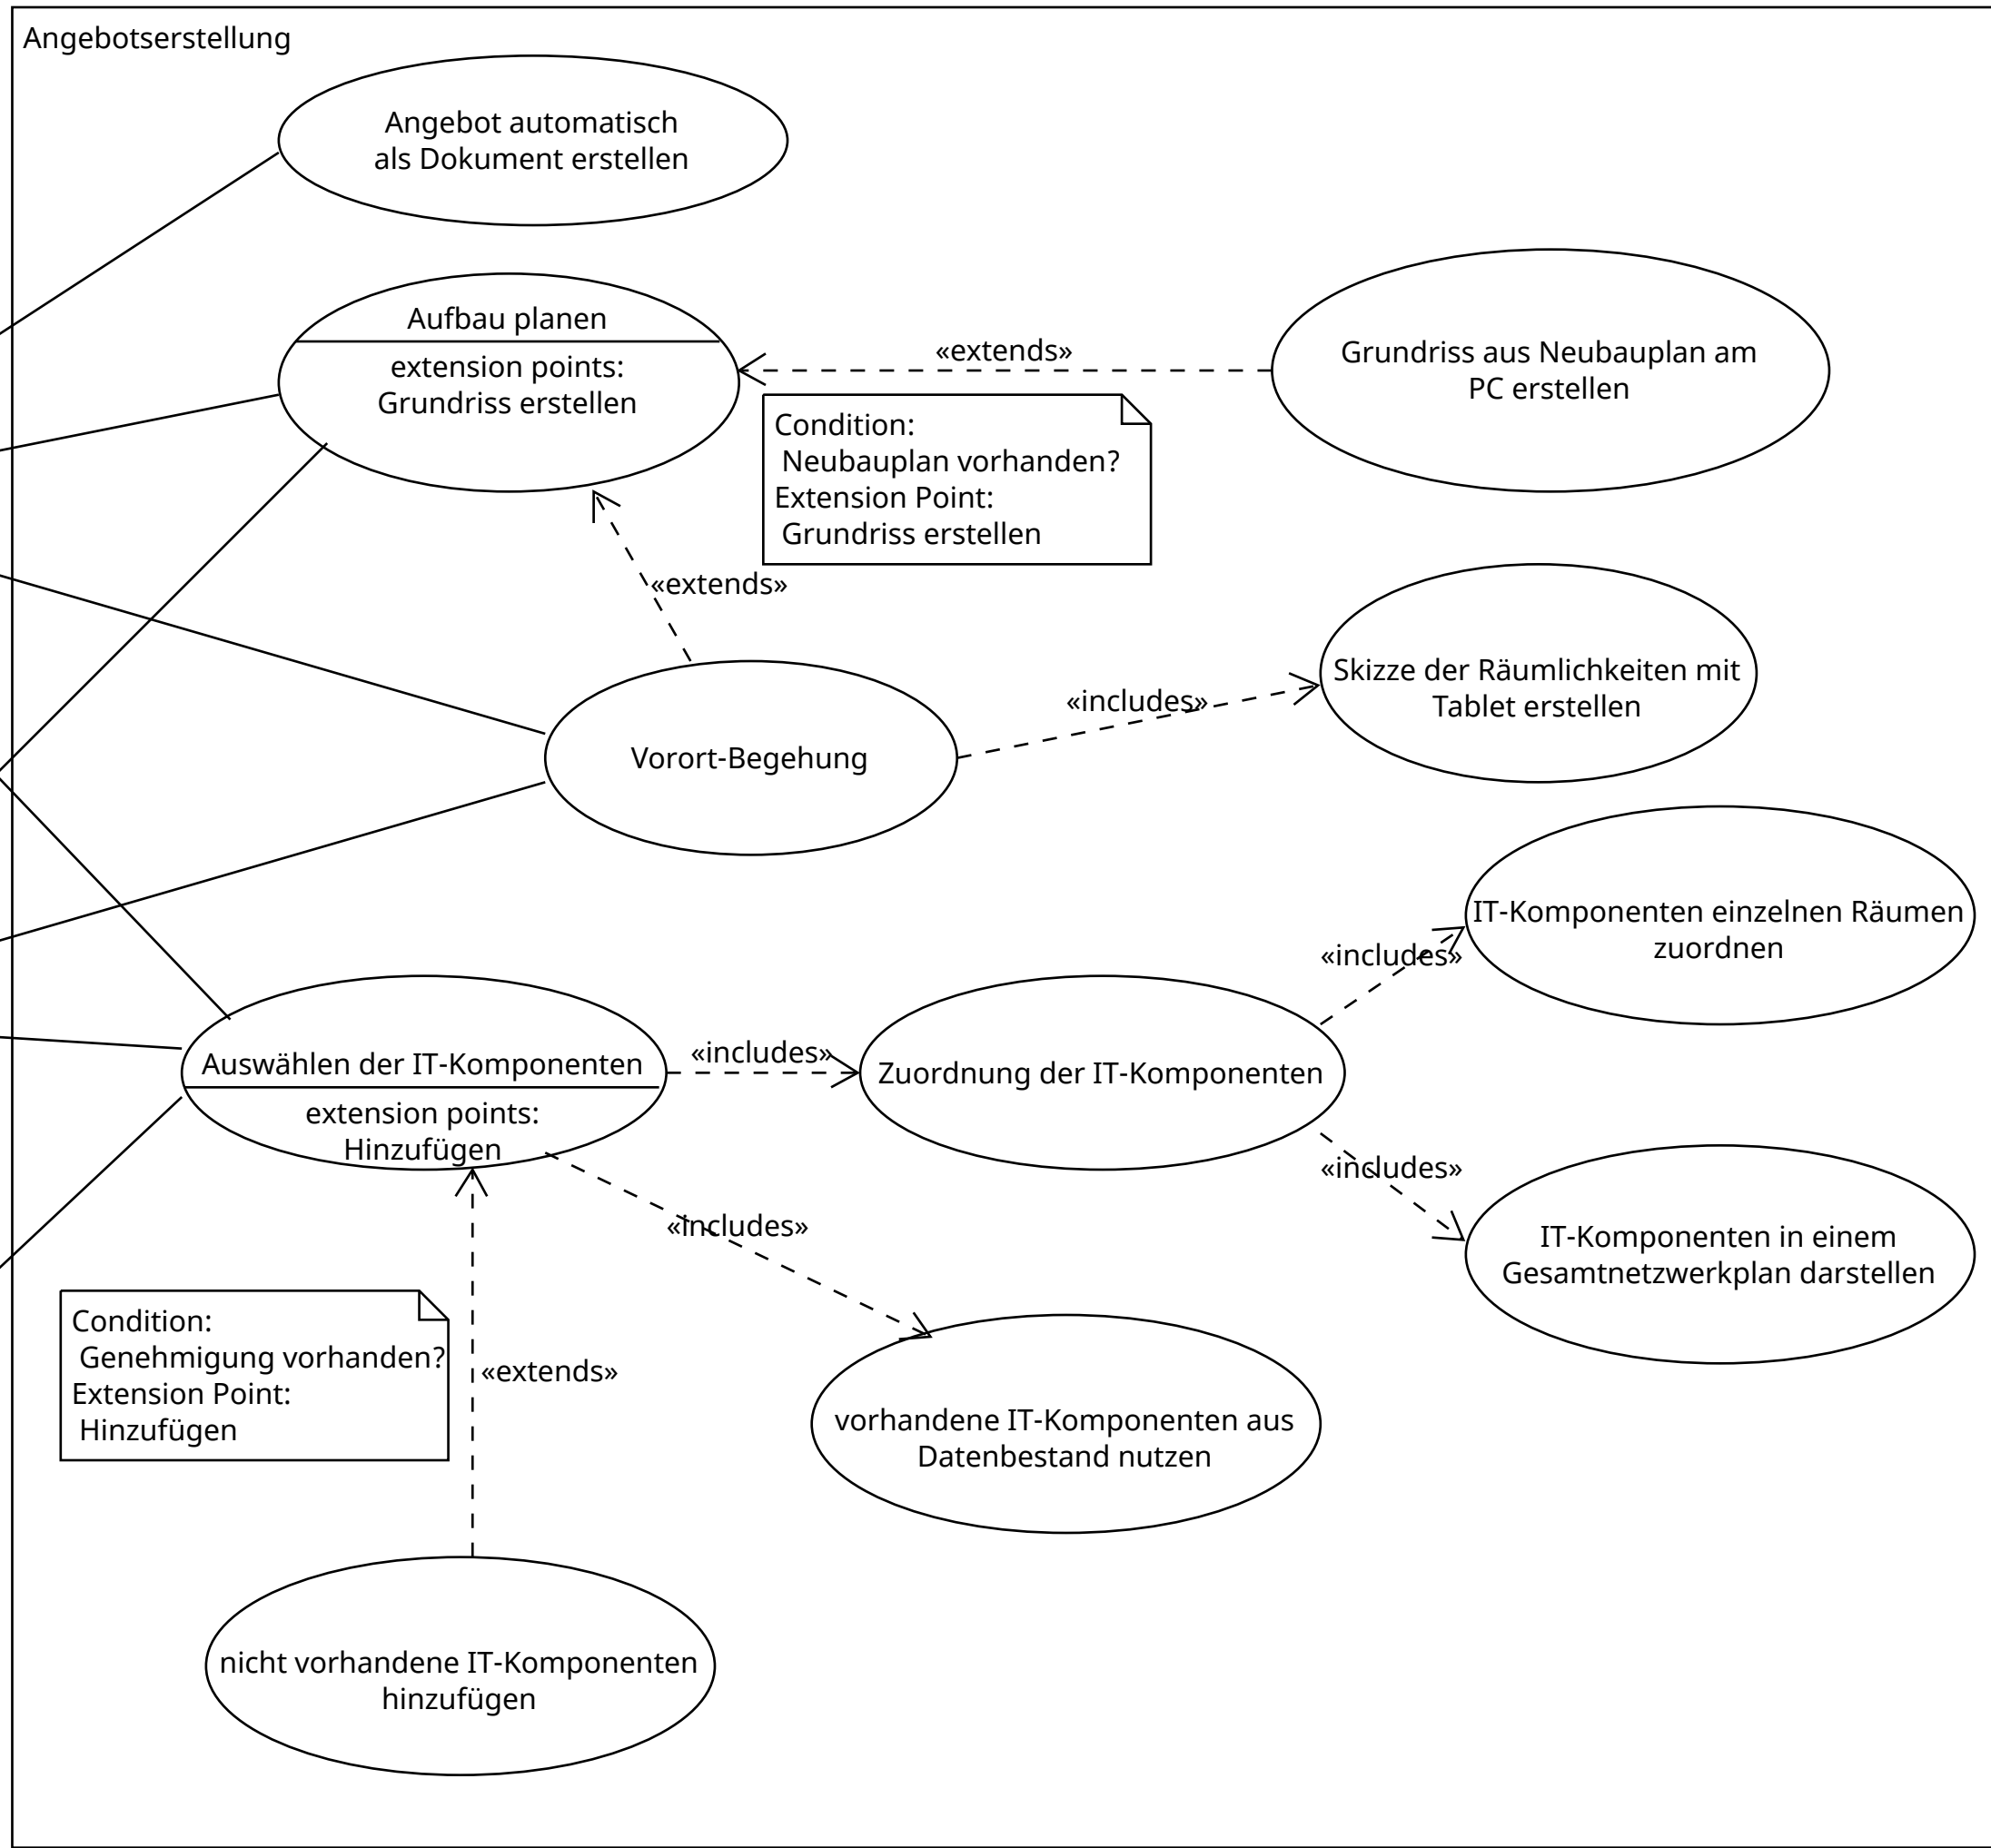 Angebotserstellung
Angebot automatisch
als Dokument erstellen
Aufbau planen
extension points:
Grundriss erstellen
«extends»
Grundriss aus Neubauplan am
PC erstellen
Condition:
Neubauplan vorhanden?
Extension Point:
Grundriss erstellen
«extends»
Skizze der Räumlichkeiten mit
Tablet erstellen
«includes»
Vorort-Begehung
IT-Komponenten einzelnen Räumen
zuordnen
«includes»
Auswählen der IT-Komponenten
extension points:
Hinzufügen
«includes»
Zuordnung der IT-Komponenten
«includes»
IT-Komponenten in einem
Gesamtnetzwerkplan darstellen
«includes»
Condition:
Genehmigung vorhanden?
Extension Point:
Hinzufügen
«extends»
vorhandene IT-Komponenten aus
Datenbestand nutzen
nicht vorhandene IT-Komponenten
hinzufügen